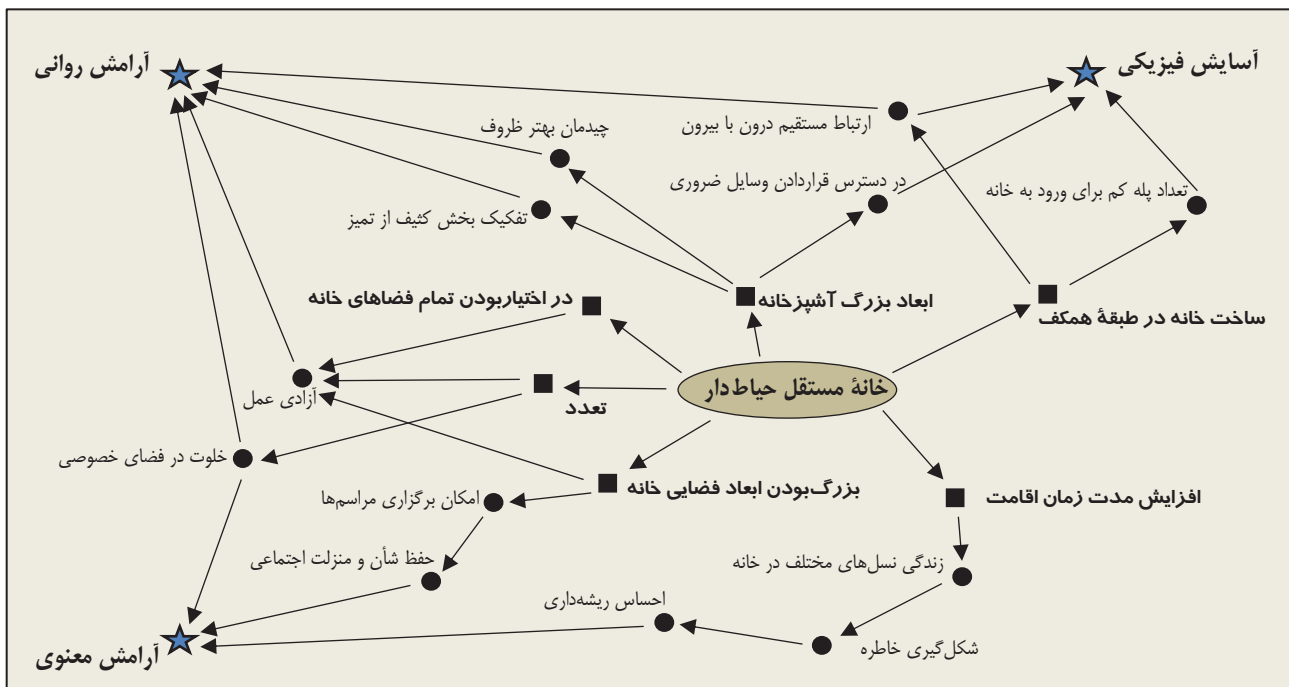 آسایش فیزیکی
آرامش روانی
ارتباط مستقیم درون با بیرون
چیدمان بهتر ظروف
در دسترس قراردادن وسایل ضروری
تعداد پله کم برای ورود به خانه
تفکیک بخش کثیف از تمیز
ابعاد بزرگ آشپزخانه
در اختیاربودن تمام فضاهای خانه
ساخت خانه در طبقۀ همکف
خانۀ مستقل حیاط‌دار
آزادی عمل
تعدد
خلوت در فضای خصوصی
بزرگ‌بودن ابعاد فضایی خانه
افزایش مدت زمان اقامت
امکان برگزاری مراسم‌ها
حفظ شأن و منزلت اجتماعی
زندگی نسل‌های مختلف در خانه
احساس ریشه‌داری
شکل‌گیری خاطره
آرامش معنوی